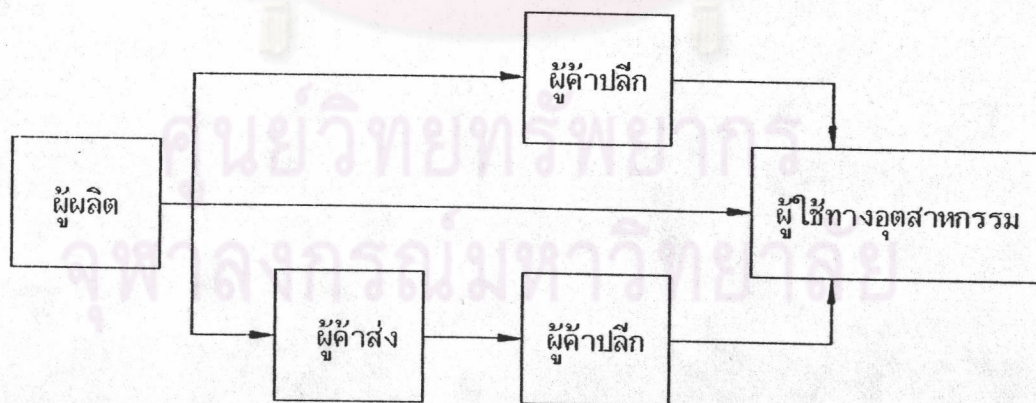 ผู้ค้าปลีก
ศูนย์วิทยทรัพยากร
ผู้ผลิต
ผู้ใช้ทางอุตสาหกรรม
จุฬาลงกรณ์มหาวิทยาลัย
ผู้ค้าส่ง
ผู้ค้าปลีก